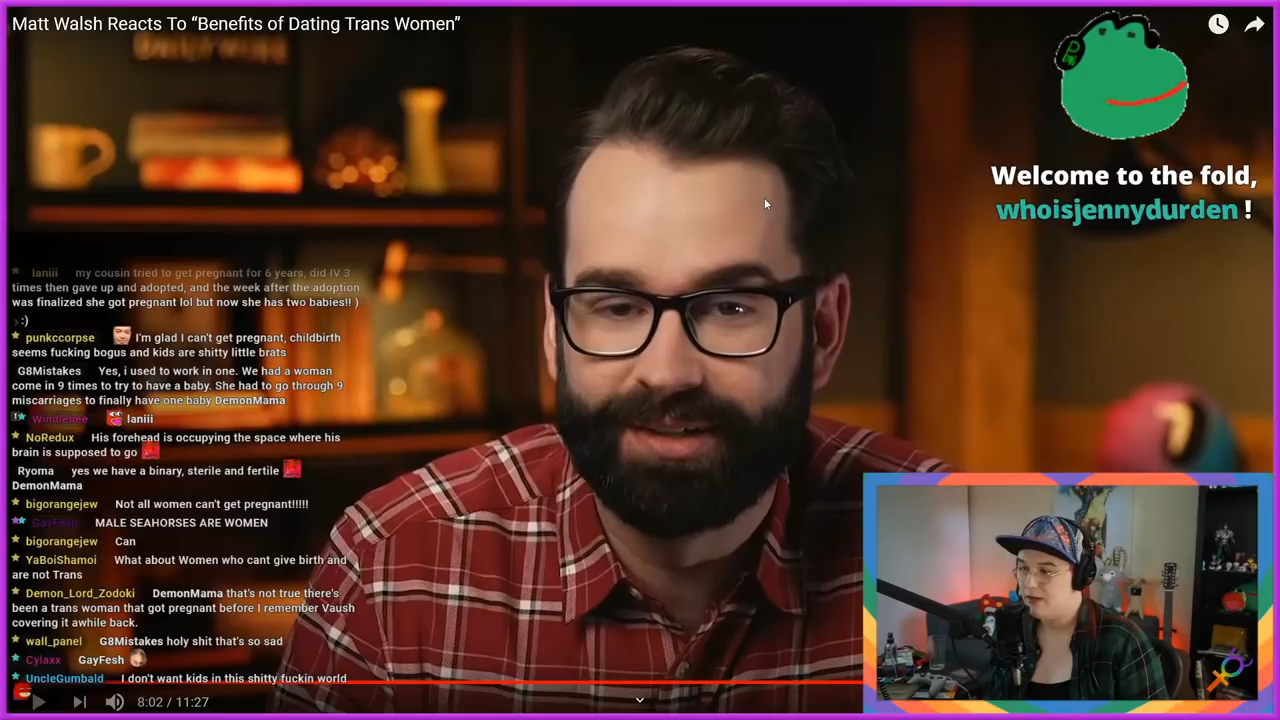 Matt Walsh Reacts To “Benefits of Dating Trans Women”
Welcome to the fold,
whoisjennydurden !
laniii my cousin tried to get pregnant for 6 years, did IV 3
times then gave up and adopted, and the week after the adoption
was finalized she got pregnant lol but now she has two babies!! )
:)
punkccorpse I'm glad I can't get pregnant, childbirth
seems fucking bogus and kids are shitty little brats
G8Mistakes Yes, i used to work in one. We had a woman
come in 9 times to try to have a baby. She had to go through 9
miscarriages to finally have one baby DemonMama
Windlenee laniii
NoRedux His forehead is occupying the space where his
brain is supposed to go
Ryoma yes we have a binary, sterile and fertile
DemonMama
bigorangejew Not all women can't get pregnant!!!!!
GayFesh MALE SEAHORSES ARE WOMEN
bigorangejew Can
YaBoiShamoi What about Women who cant give birth and
are not Trans
Demon_Lord_Zodoki DemonMama that's not true there's
been a trans woman that got pregnant before I remember Vaush
covering it awhile back.
wall_panel G8Mistakes holy shit that's so sad
Cylaxx GayFesh
UncleGumbald I don't want kids in this shitty fuckin world
8:02 / 11:27